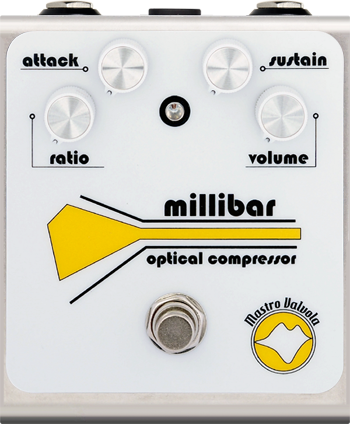 attack
sustain
ratio
volume
millibar
optical compressor
Mastro Valvola